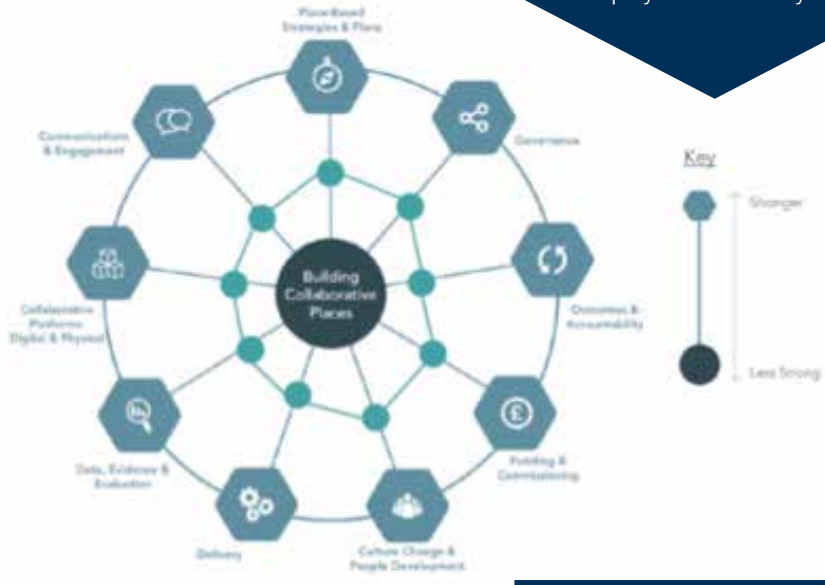 Place-Based
Strategies & Plans
Communications
& Engagement
Governance
Key
Stronger
Building
Collaborative
Places
Collaborative
Platforms:
Digital & Physical
Outcomes &
Accountability
Less Strong
Data, Evidence &
Evaluation
Funding &
Commissioning
Delivery
Culture Change &
People Development